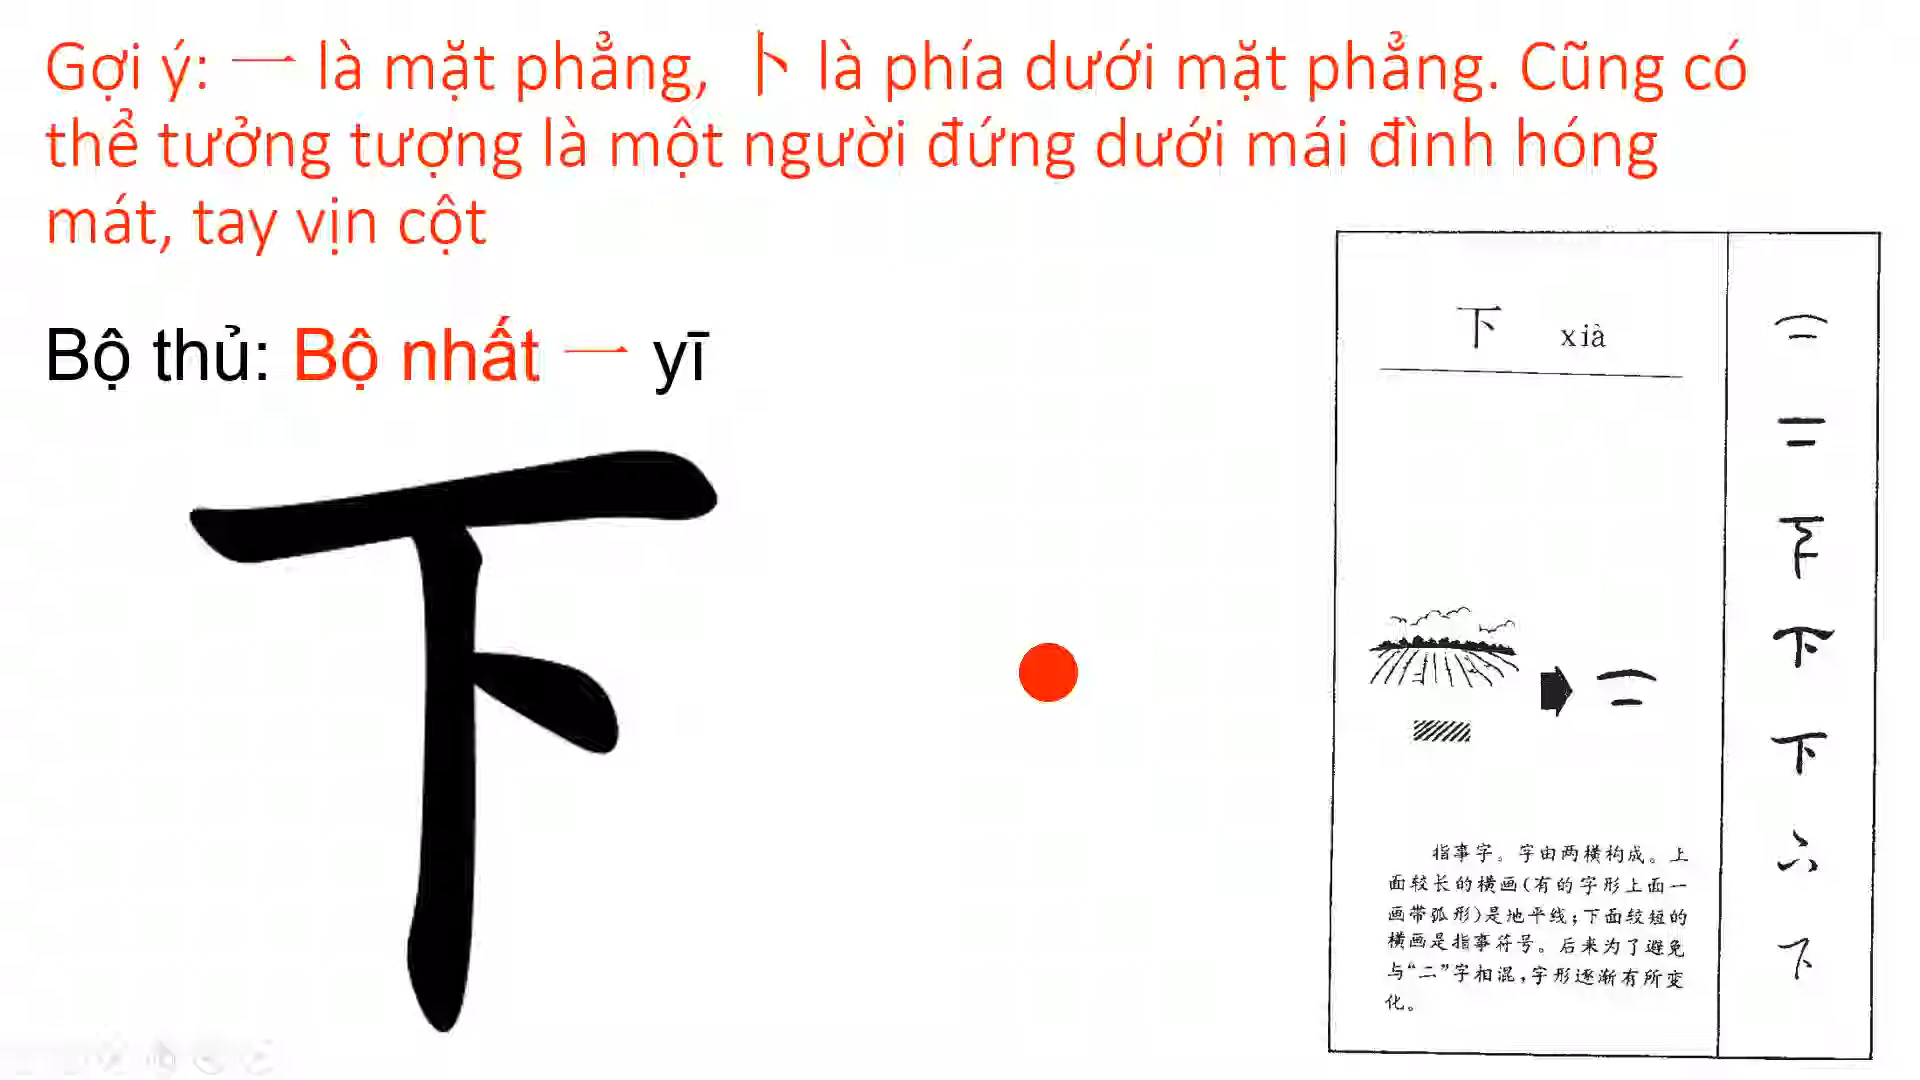 Gợi ý: 一 là mặt phẳng, 卜 là phía dưới mặt phẳng. Cũng có
thể tưởng tượng là một người đứng dưới mái đình hóng
mát, tay vịn cột
Bộ thủ: Bộ nhất 一 yī
下
下 xià
指事字。字由两横构成。上
面较长的横画(有的字形上面一
画带弧形)是地平线;下面较短的
横画是指事符号。后来为了避免
与“二”字相混,字形逐渐有所变
化。
下
下
下